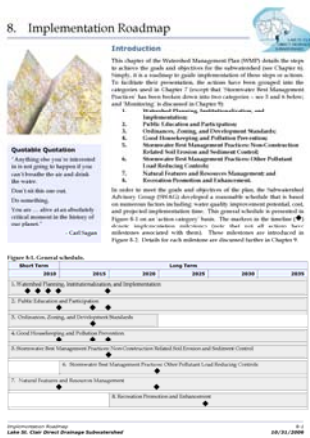 8. Implementation Roadmap
Introduction
This chapter of the Watershed Management Plan (WMP) details the steps
to achieve the goals and objectives for the subwatershed (see Chapter 6).
Simply, it is a roadmap to guide implementation of these steps or actions.
To facilitate their presentation, the actions have been grouped into the
categories used in Chapter 7 (except that 'Stormwater Best Management
Practices' has been broken down into two categories – see 5 and 6 below;
and 'Monitoring' is discussed in Chapter 9):
1. Watershed Planning, Institutionalization, and
Implementation;
2. Public Education and Participation;
3. Ordinances, Zoning, and Development Standards;
4. Good Housekeeping and Pollution Prevention;
5. Stormwater Best Management Practices: Non-Construction
Related Soil Erosion and Sediment Control;
6. Stormwater Best Management Practices: Other Pollutant
Load Reducing Controls;
7. Natural Features and Resources Management; and
8. Recreation Promotion and Enhancement.
Quotable Quotation
"Anything else you're interested
in is not going to happen if you
can't breathe the air and drink
the water.
Don't sit this one out.
Do something.
You are ... alive at an absolutely
critical moment in the history of
our planet."
- Carl Sagan
In order to meet the goals and objectives of the plan, the Subwatershed
Advisory Group (SWAG) developed a reasonable schedule that is based
on numerous factors including: water quality improvement potential, cost,
and projected implementation time. This general schedule is presented in
Figure 8-1 on an 'action category' basis. The markers in the timeline (◆)
denote implementation milestones (note that not all actions have
milestones associated with them). These milestones are introduced in
Figure 8-2. Details for each milestone are discussed further in Chapter 9.
Figure 8-1. General schedule.
Short Term Long Term
2010 2015 2020 2025 2030 2035
1. Watershed Planning, Institutionalization, and Implementation
2. Public Education and Participation
3. Ordinances, Zoning, and Development Standards
4. Good Housekeeping and Pollution Prevention
5. Stormwater Best Management Practices: Non-Construction Related Soil Erosion and Sediment Control
6. Stormwater Best Management Practices: Other Pollutant Load Reducing Controls
7. Natural Features and Resources Management
8. Recreation Promotion and Enhancement
Implementation Roadmap 8-1
Lake St. Clair Direct Drainage Subwatershed 10/31/2006